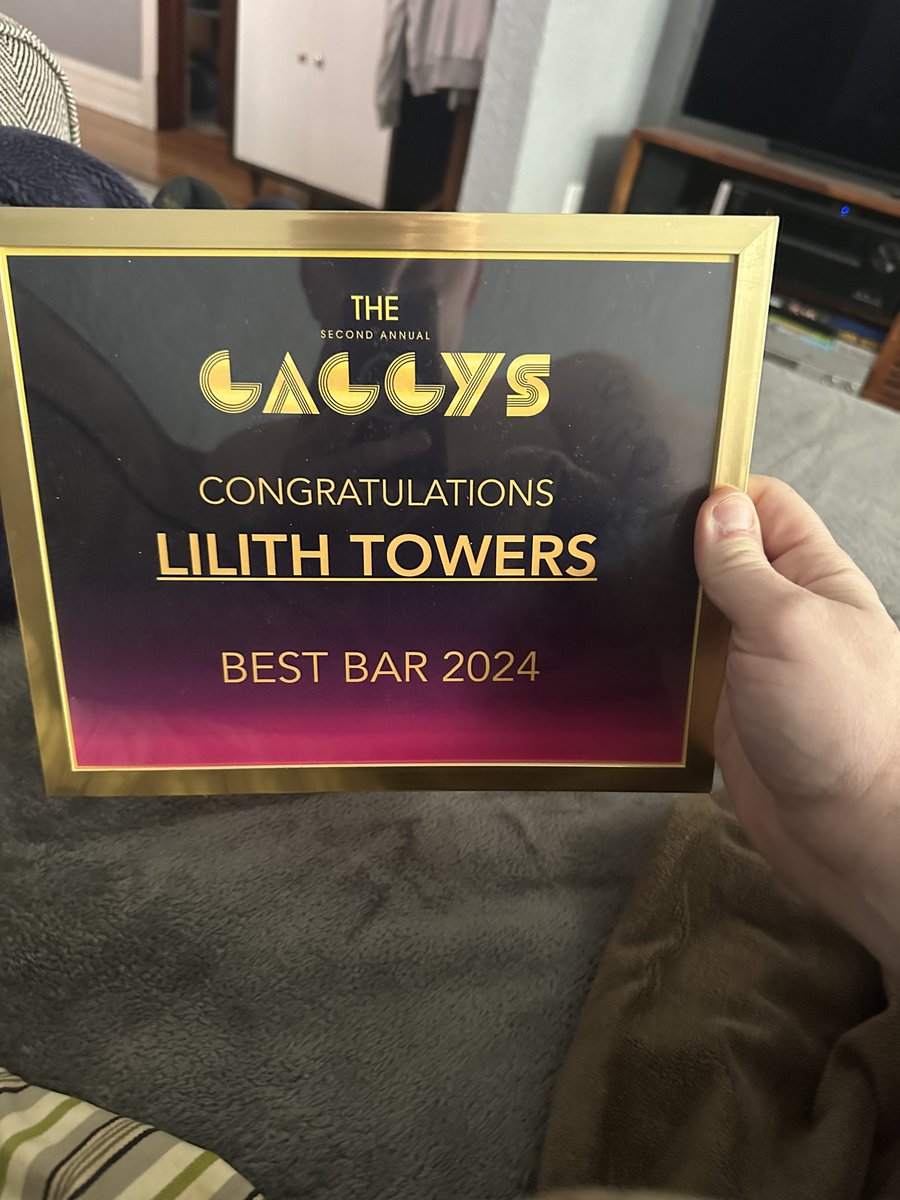 THE
SECOND ANNUAL
GAGGYS
CONGRATULATIONS
LILITH TOWERS
BEST BAR 2024